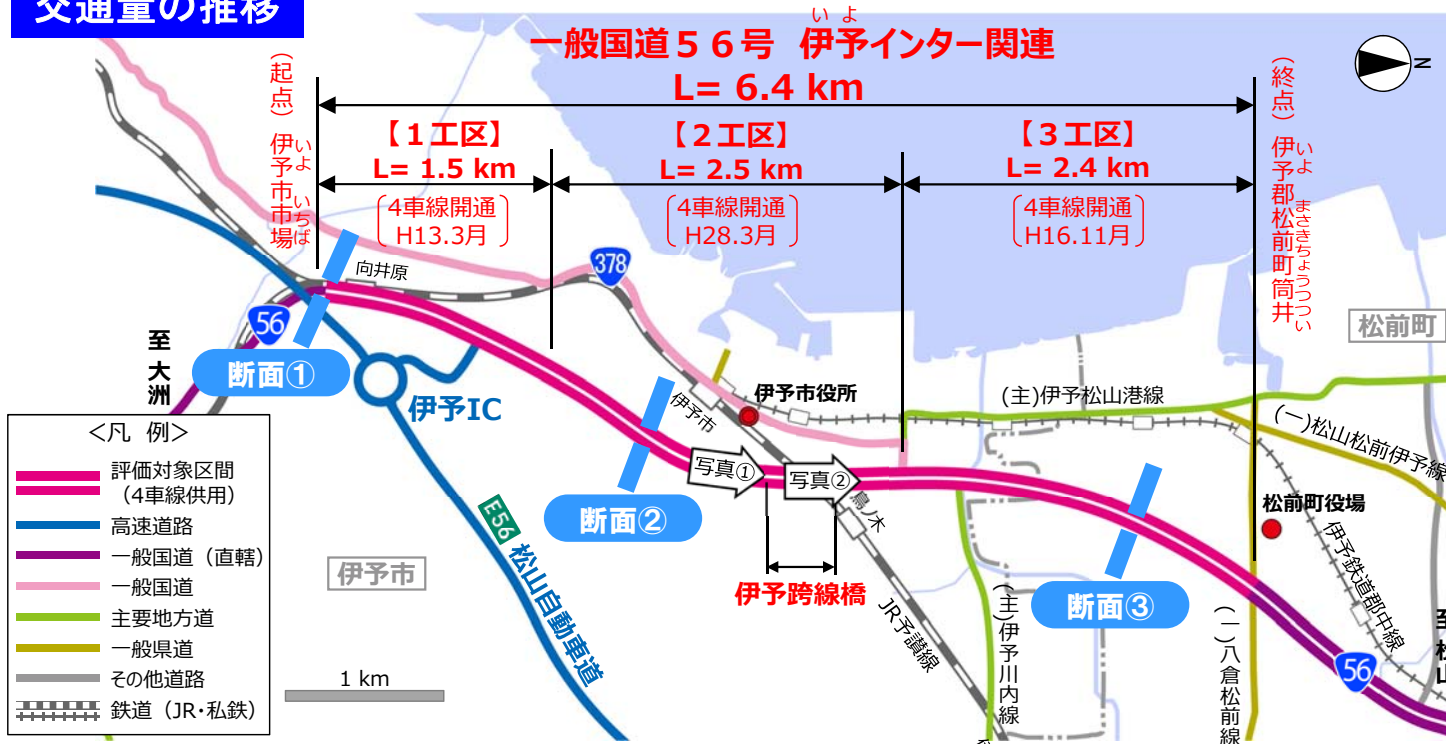 交通量の推移
いよ
一般国道５６号 伊予インター関連
L= 6.4 km
N
（起点）伊予市市場
いよ いちば
（終点）伊予郡松前町筒井
いよ まさきちょうつつい
【１工区】
L= 1.5 km
4車線開通
H13.3月
【２工区】
L= 2.5 km
4車線開通
H28.3月
【３工区】
L= 2.4 km
4車線開通
H16.11月
向井原
378
56
至 大洲
断面①
伊予IC
伊予市
伊予市役所
(主)伊予松山港線
松前町
(一)松山松前伊予線
写真①
写真②
鳥ノ木
断面②
伊予跨線橋
E56 松山自動車道
伊予市
JR予讃線
(主)伊予川内線
断面③
松前町役場
伊予鉄道郡中線
(一)八倉松前線
56
至 松山
＜凡 例＞
評価対象区間
（4車線供用）
高速道路
一般国道（直轄）
一般国道
主要地方道
一般県道
その他道路
鉄道（JR・私鉄）
1 km